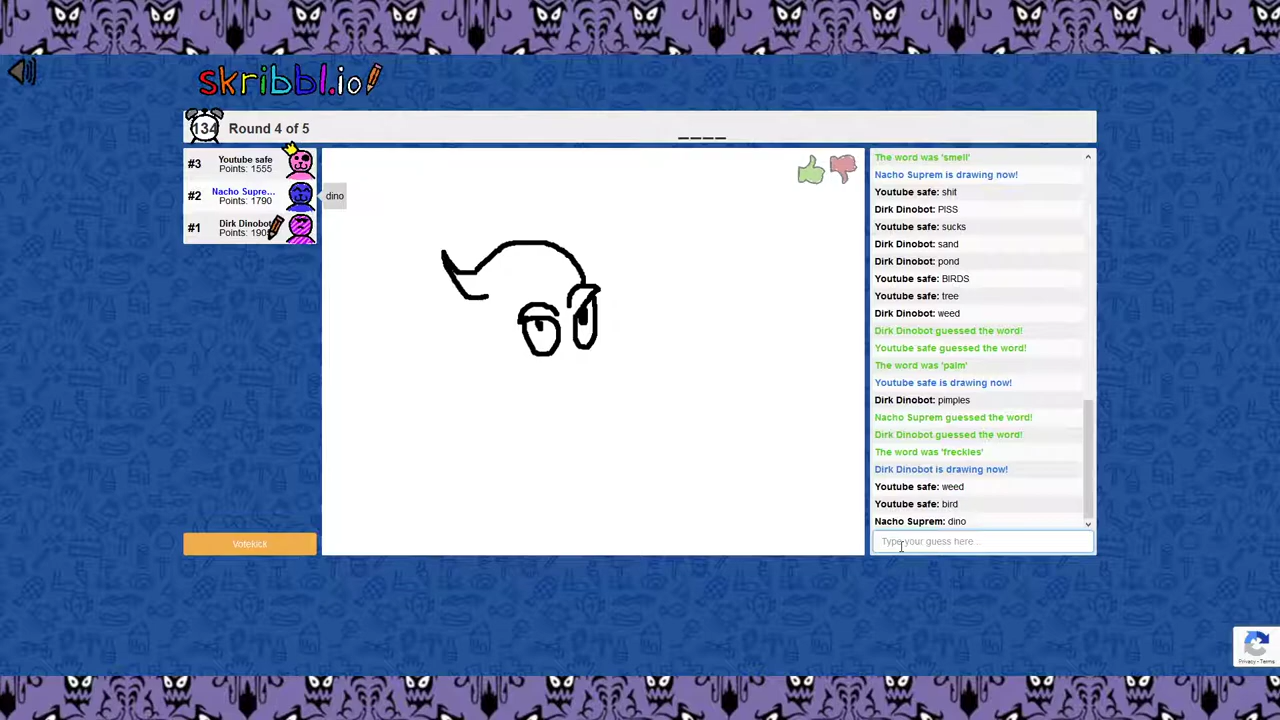 skribbl.io
134
Round 4 of 5
____
#3
Youtube safe
Points: 1555
#2
Nacho Supre...
Points: 1790
#1
Dirk Dinobot
dino
The word was 'smell'
Nacho Suprem is drawing now!
Youtube safe: shit
Dirk Dinobot: PISS
Youtube safe: sucks
Dirk Dinobot: sand
Dirk Dinobot: pond
Youtube safe: BIRDS
Youtube safe: tree
Dirk Dinobot: weed
Dirk Dinobot guessed the word!
Youtube safe guessed the word!
The word was 'palm'
Youtube safe is drawing now!
Dirk Dinobot: pimples
Nacho Suprem guessed the word!
Dirk Dinobot guessed the word!
The word was 'freckles'
Dirk Dinobot is drawing now!
Youtube safe: weed
Youtube safe: bird
Nacho Suprem: dino
Type your guess here...
Votekick
Privacy - Terms